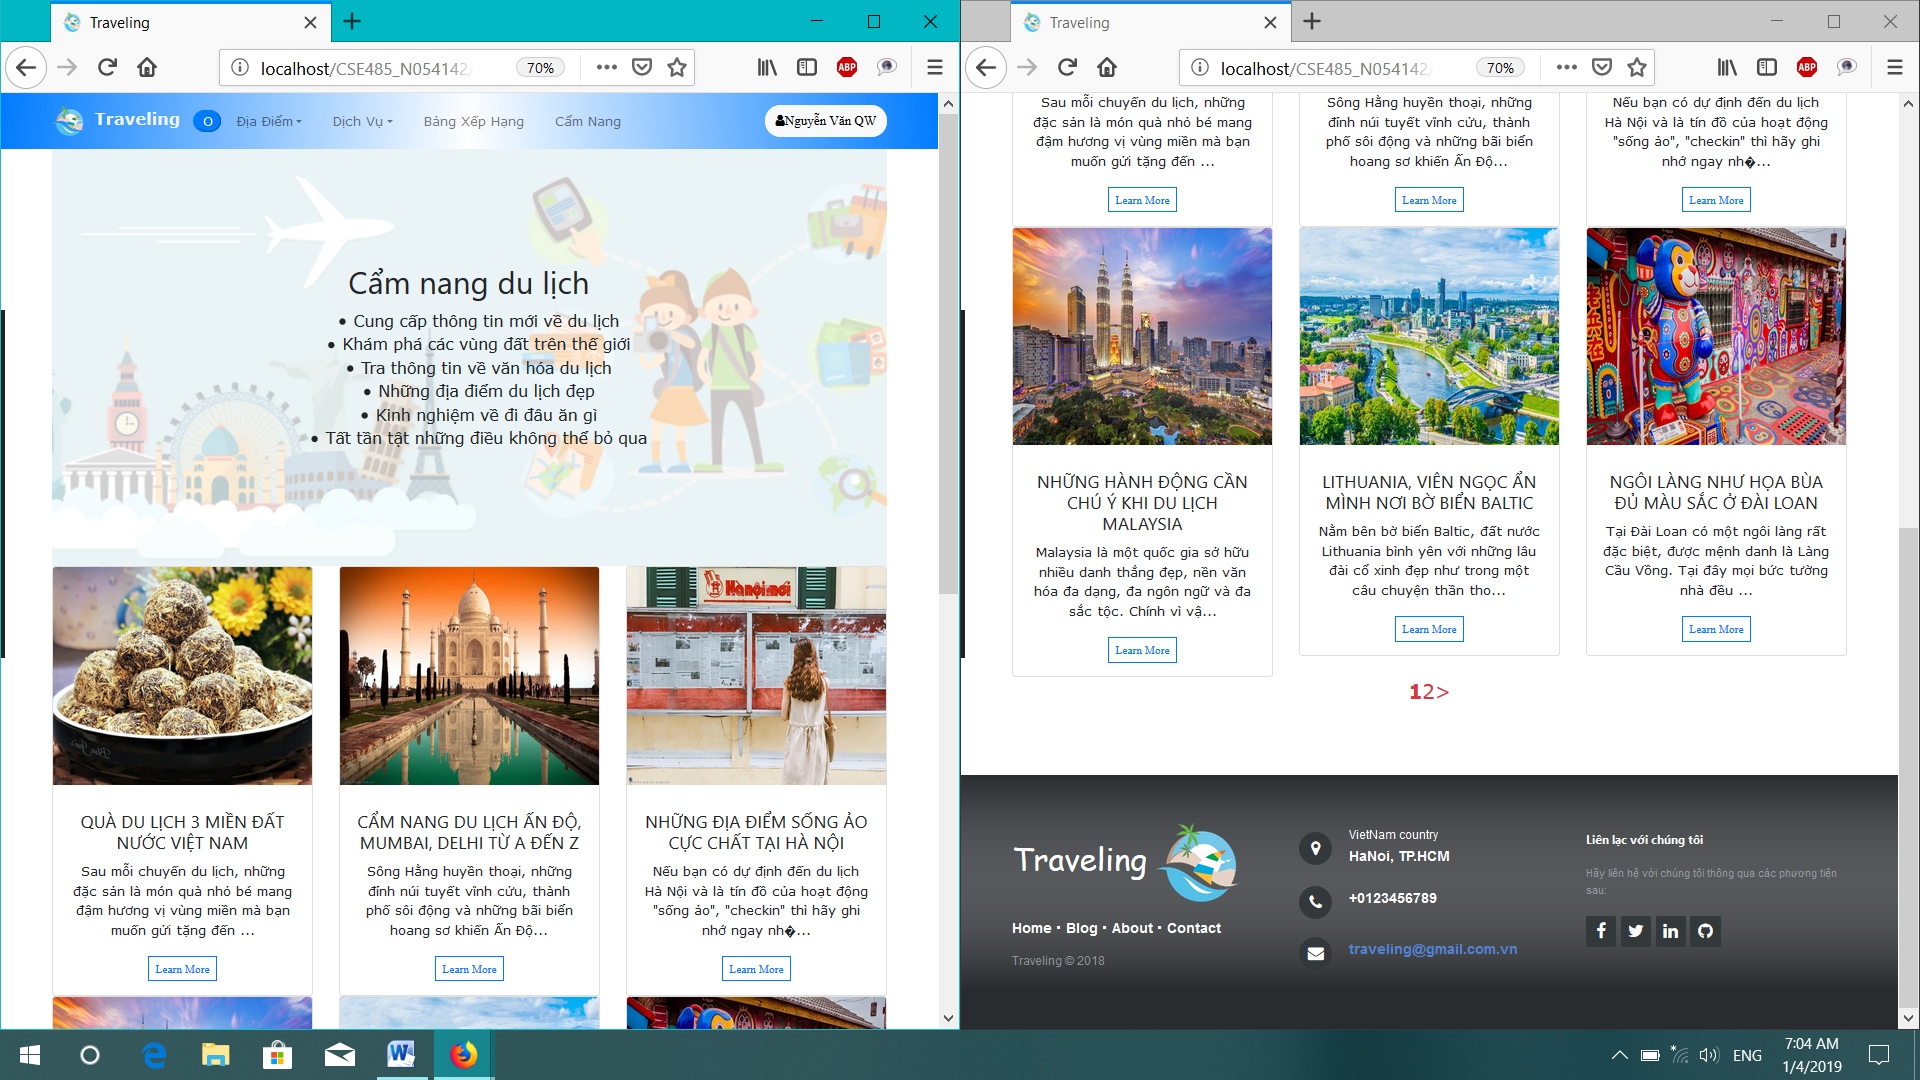 Traveling
localhost/CSE485_N054142/
70%
ABP
Traveling
O
Địa Điểm
Dịch Vụ
Bảng Xếp Hạng
Cẩm Nang
Nguyễn Văn QW
Cẩm nang du lịch
• Cung cấp thông tin mới về du lịch
• Khám phá các vùng đất trên thế giới
• Tra thông tin về văn hóa du lịch
• Những địa điểm du lịch đẹp
• Kinh nghiệm về đi đâu ăn gì
• Tất tần tật những điều không thể bỏ qua
Hànộimới
QUÀ DU LỊCH 3 MIỀN ĐẤT
NƯỚC VIỆT NAM
Sau mỗi chuyến du lịch, những
đặc sản là món quà nhỏ bé mang
đậm hương vị vùng miền mà bạn
muốn gửi tặng đến ...
Learn More
CẨM NANG DU LỊCH ẤN ĐỘ,
MUMBAI, DELHI TỪ A ĐẾN Z
Sông Hằng huyền thoại, những
đỉnh núi tuyết vĩnh cửu, thành
phố sôi động và những bãi biển
hoang sơ khiến Ấn Độ...
Learn More
NHỮNG ĐỊA ĐIỂM SỐNG ẢO
CỰC CHẤT TẠI HÀ NỘI
Nếu bạn có dự định đến du lịch
Hà Nội và là tín đồ của hoạt động
"sống ảo", "checkin" thì hãy ghi
nhớ ngay nh�...
Learn More
Traveling
localhost/CSE485_N054142/
70%
ABP
Sau mỗi chuyến du lịch, những
đặc sản là món quà nhỏ bé mang
đậm hương vị vùng miền mà bạn
muốn gửi tặng đến ...
Learn More
Sông Hằng huyền thoại, những
đỉnh núi tuyết vĩnh cửu, thành
phố sôi động và những bãi biển
hoang sơ khiến Ấn Độ...
Learn More
Nếu bạn có dự định đến du lịch
Hà Nội và là tín đồ của hoạt động
"sống ảo", "checkin" thì hãy ghi
nhớ ngay nh�...
Learn More
NHỮNG HÀNH ĐỘNG CẦN
CHÚ Ý KHI DU LỊCH
MALAYSIA
Malaysia là một quốc gia sở hữu
nhiều danh thắng đẹp, nền văn
hóa đa dạng, đa ngôn ngữ và đa
sắc tộc. Chính vì vậ...
Learn More
LITHUANIA, VIÊN NGỌC ẨN
MÌNH NƠI BỜ BIỂN BALTIC
Nằm bên bờ biển Baltic, đất nước
Lithuania bình yên với những lâu
đài cổ xinh đẹp như trong một
câu chuyện thần tho...
Learn More
NGÔI LÀNG NHƯ HỌA BÙA
ĐỦ MÀU SẮC Ở ĐÀI LOAN
Tại Đài Loan có một ngôi làng rất
đặc biệt, được mệnh danh là Làng
Cầu Vồng. Tại đây mọi bức tường
nhà đều ...
Learn More
12>
Traveling
Home · Blog · About · Contact
Traveling © 2018
VietNam country
HaNoi, TP.HCM
+0123456789
traveling@gmail.com.vn
Liên lạc với chúng tôi
Hãy liên hệ với chúng tôi thông qua các phương tiện
sau:
ENG
7:04 AM
1/4/2019